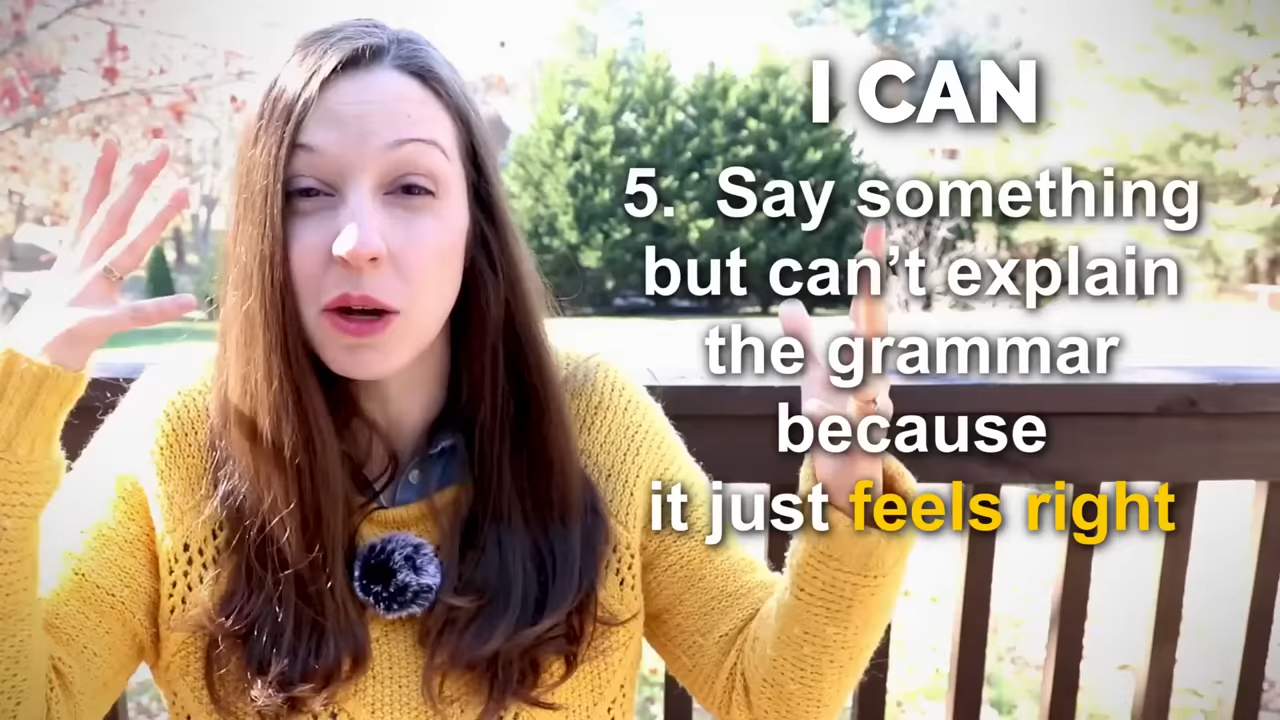 I CAN
5. Say something
but can’t explain
the grammar
because
it just feels right